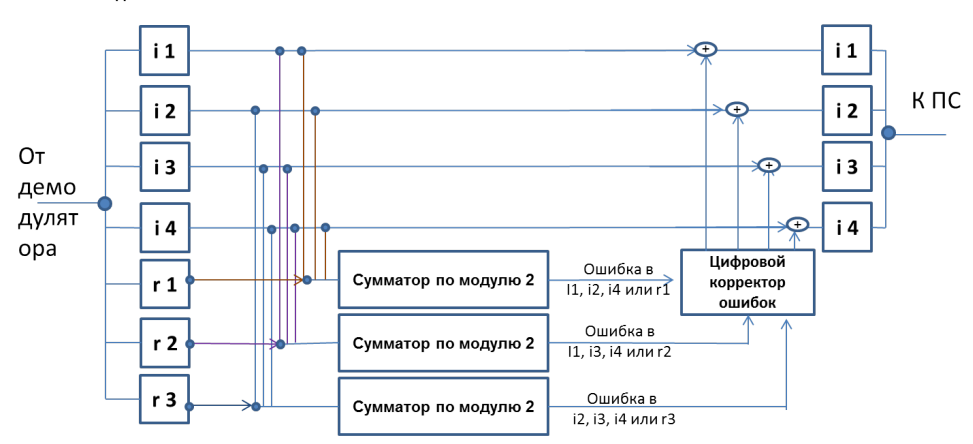 i 1
i 1
+
i 2
i 2
+
К ПС
От
демо
дулят
ора
i 3
i 3
+
i 4
i 4
+
r 1
Сумматор по модулю 2
Ошибка в
I1, i2, i4 или r1
Цифровой
корректор
ошибок
r 2
Сумматор по модулю 2
Ошибка в
I1, i3, i4 или r2
r 3
Сумматор по модулю 2
Ошибка в
i2, i3, i4 или r3